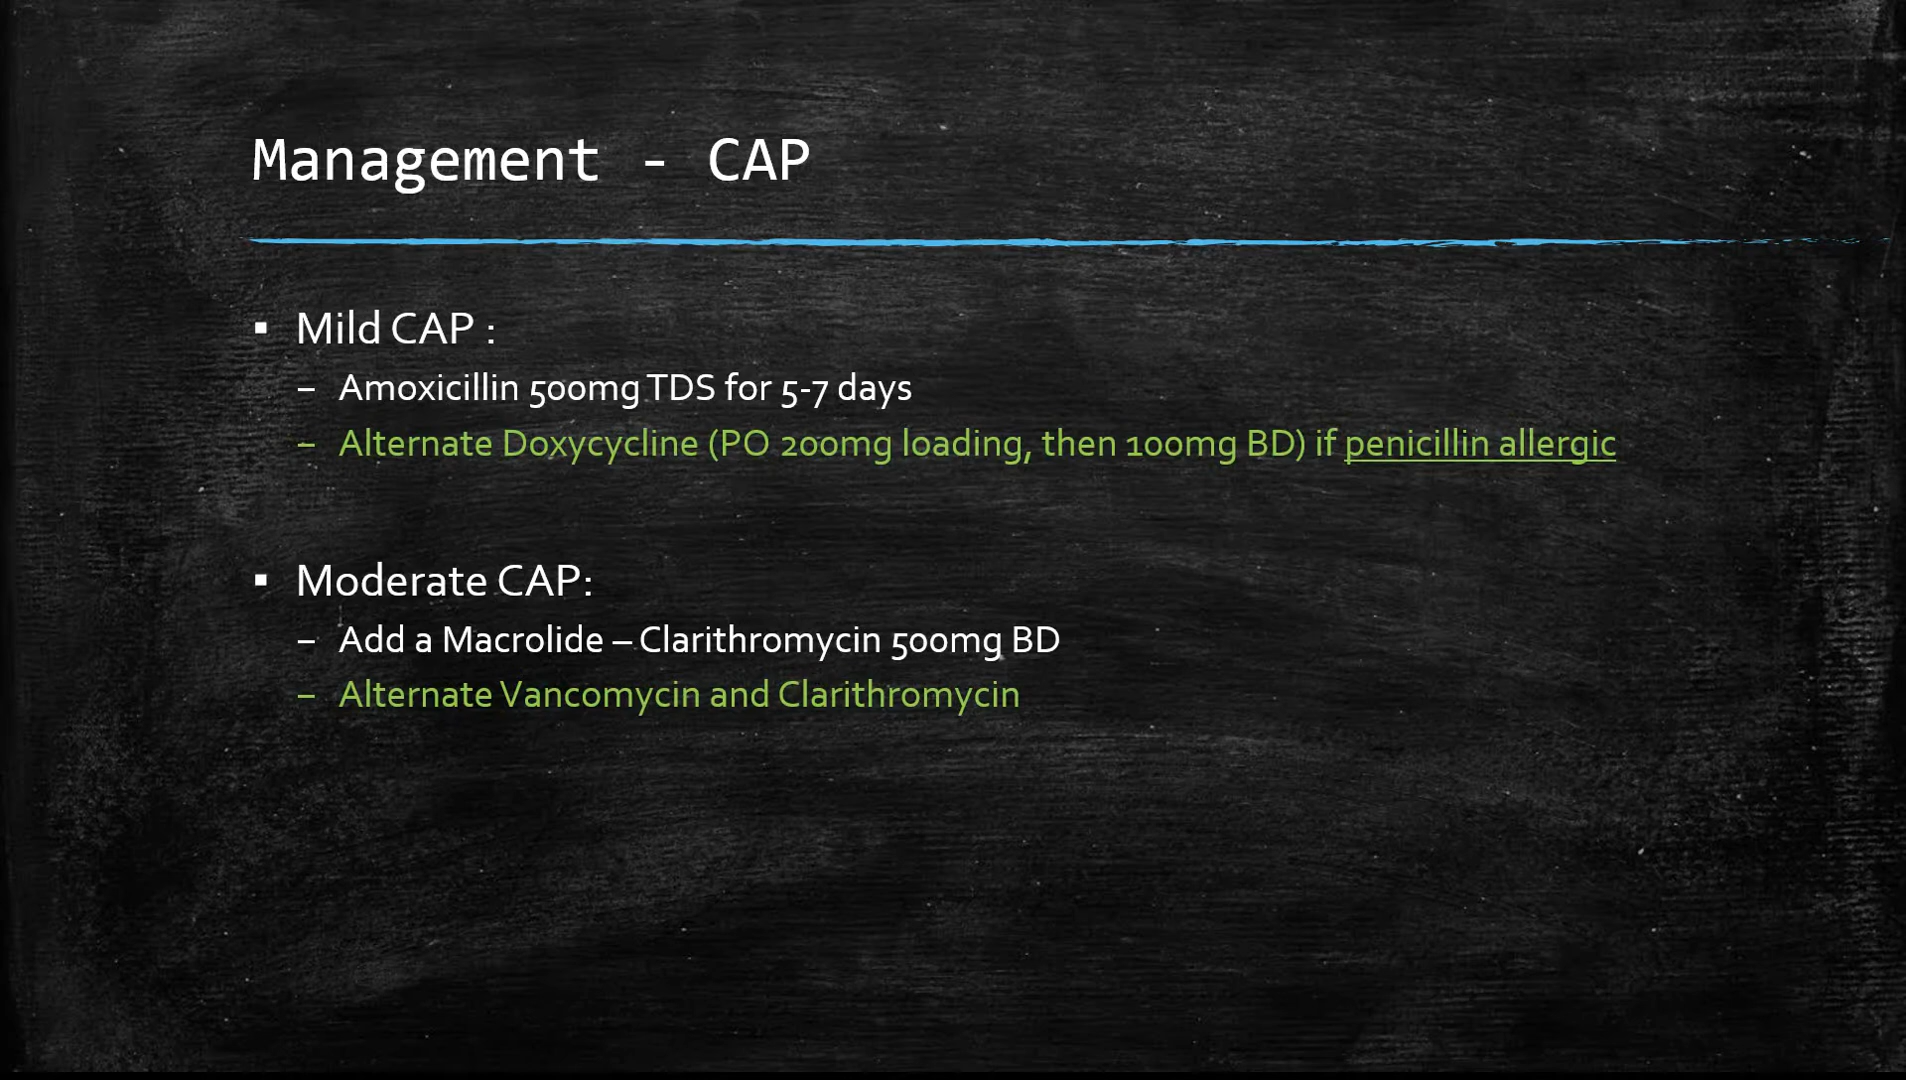 Management - CAP
▪ Mild CAP :
– Amoxicillin 500mg TDS for 5-7 days
– Alternate Doxycycline (PO 200mg loading, then 100mg BD) if penicillin allergic
▪ Moderate CAP:
– Add a Macrolide – Clarithromycin 500mg BD
– Alternate Vancomycin and Clarithromycin